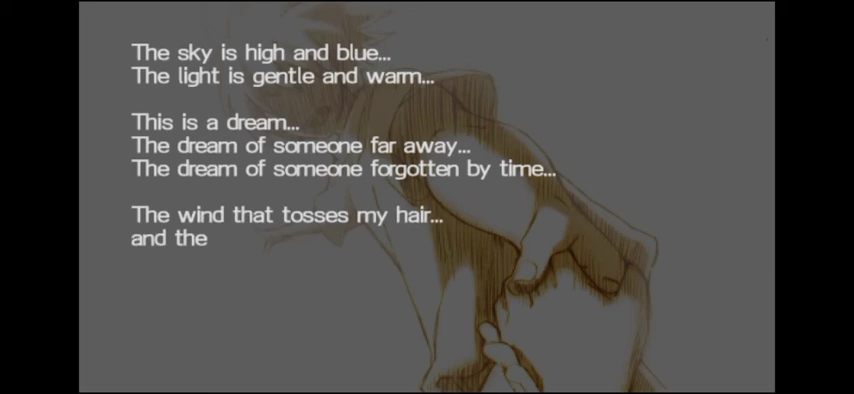 The sky is high and blue...
The light is gentle and warm...
This is a dream...
The dream of someone far away...
The dream of someone forgotten by time...
The wind that tosses my hair...
and the